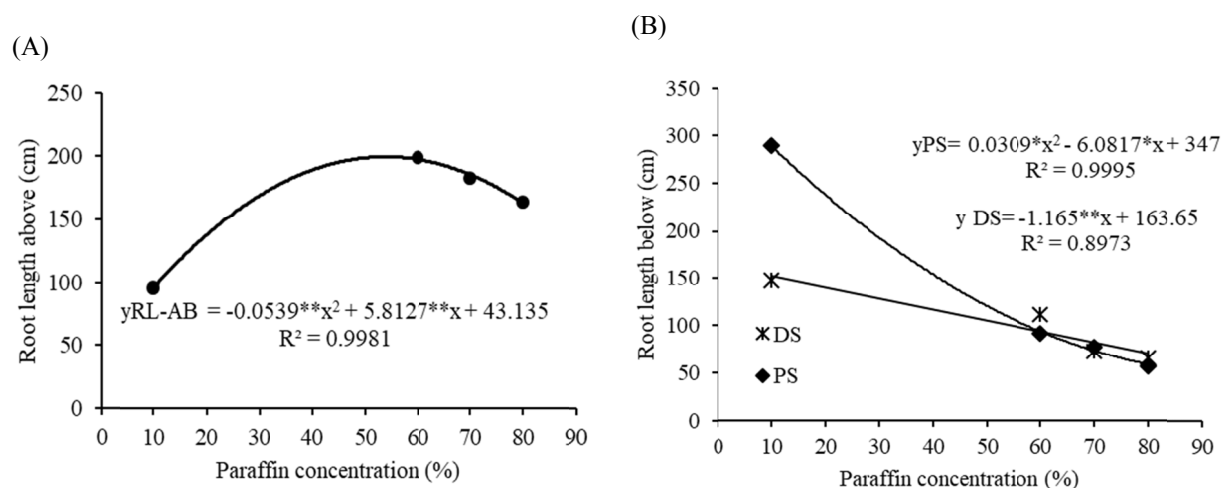 (A)
250
200
150
100
50
0
Root length above (cm)
yRL-AB = -0.0539**x² + 5.8127**x + 43.135
R² = 0.9981
0 10 20 30 40 50 60 70 80 90
Paraffin concentration (%)
(B)
350
300
250
200
150
100
50
0
Root length below (cm)
yPS= 0.0309*x² - 6.0817*x + 347
R² = 0.9995
y DS= -1.165**x + 163.65
R² = 0.8973
DS
PS
0 10 20 30 40 50 60 70 80 90
Paraffin concentration (%)